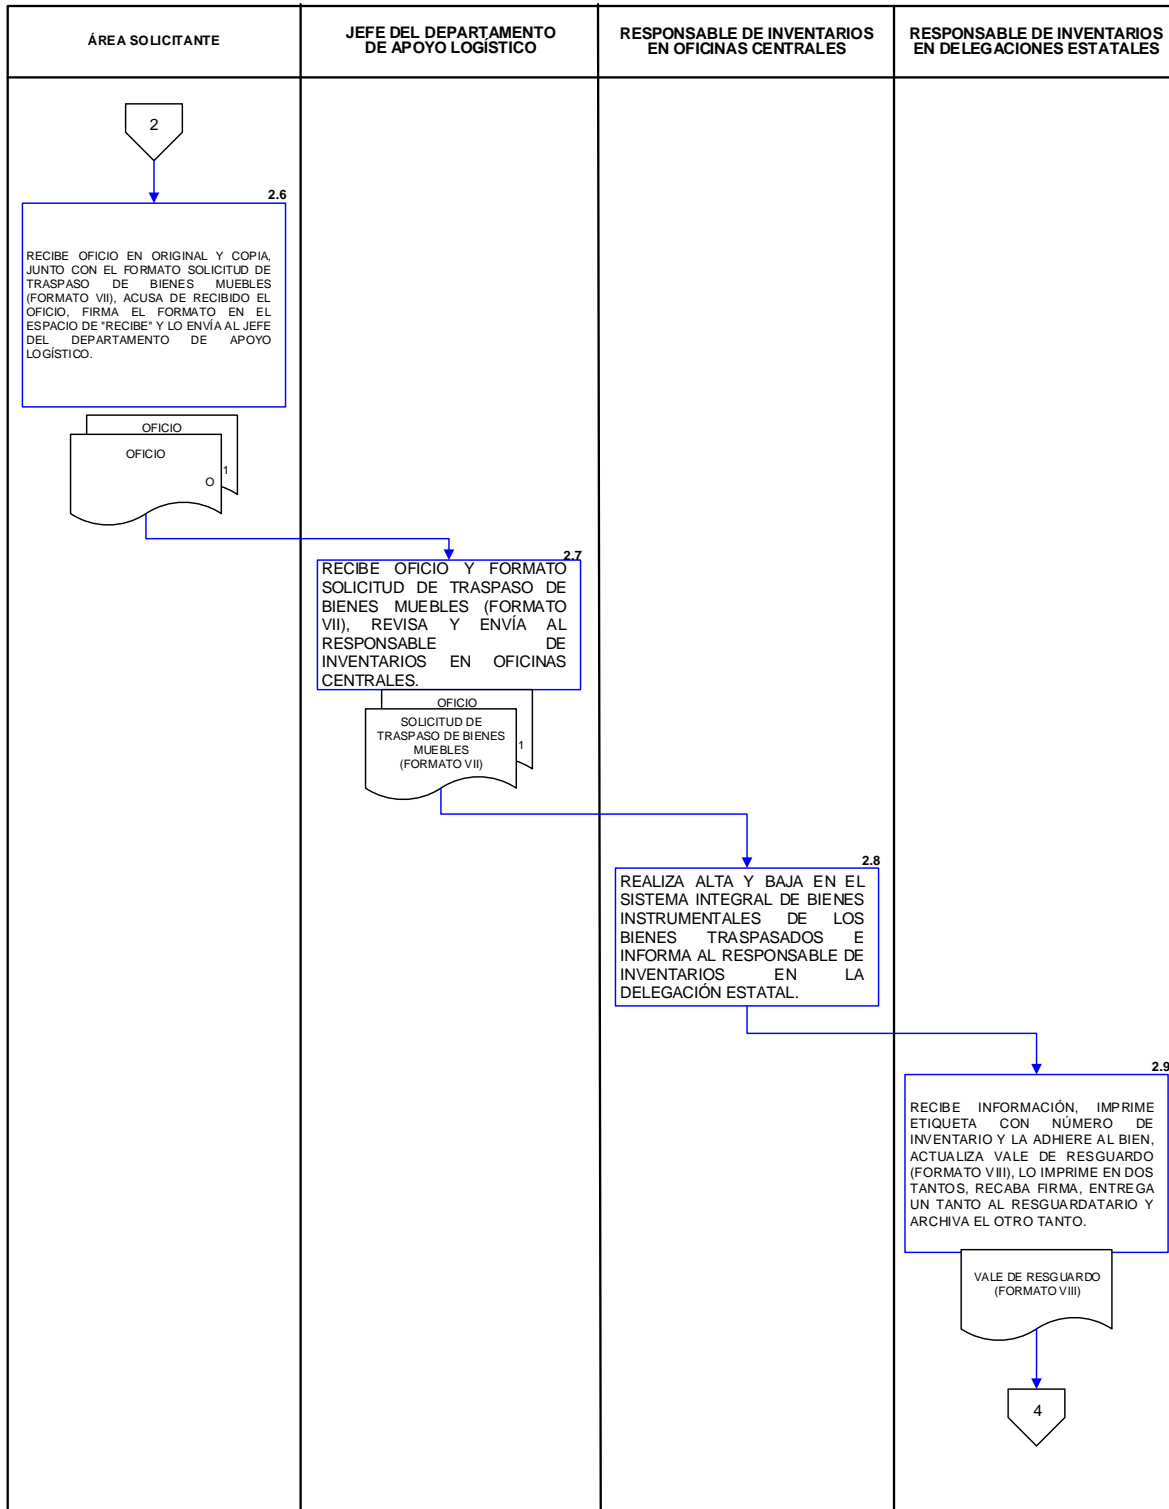 ÁREA SOLICITANTE
JEFE DEL DEPARTAMENTO
DE APOYO LOGÍSTICO
RESPONSABLE DE INVENTARIOS
EN OFICINAS CENTRALES
RESPONSABLE DE INVENTARIOS
EN DELEGACIONES ESTATALES
2
2.6
RECIBE OFICIO EN ORIGINAL Y COPIA,
JUNTO CON EL FORMATO SOLICITUD DE
TRASPASO DE BIENES MUEBLES
(FORMATO VII), ACUSA DE RECIBIDO EL
OFICIO, FIRMA EL FORMATO EN EL
ESPACIO DE "RECIBE" Y LO ENVÍA AL JEFE
DEL DEPARTAMENTO DE APOYO
LOGÍSTICO.
OFICIO
1
OFICIO
O
2.7
RECIBE OFICIO Y FORMATO
SOLICITUD DE TRASPASO DE
BIENES MUEBLES (FORMATO
VII), REVISA Y ENVÍA AL
RESPONSABLE DE
INVENTARIOS EN OFICINAS
CENTRALES.
OFICIO
1
SOLICITUD DE
TRASPASO DE BIENES
MUEBLES
(FORMATO VII)
2.8
REALIZA ALTA Y BAJA EN EL
SISTEMA INTEGRAL DE BIENES
INSTRUMENTALES DE LOS
BIENES TRASPASADOS E
INFORMA AL RESPONSABLE DE
INVENTARIOS EN LA
DELEGACIÓN ESTATAL.
2.9
RECIBE INFORMACIÓN, IMPRIME
ETIQUETA CON NÚMERO DE
INVENTARIO Y LA ADHIERE AL BIEN,
ACTUALIZA VALE DE RESGUARDO
(FORMATO VIII), LO IMPRIME EN DOS
TANTOS, RECABA FIRMA, ENTREGA
UN TANTO AL RESGUARDATARIO Y
ARCHIVA EL OTRO TANTO.
VALE DE RESGUARDO
(FORMATO VIII)
4